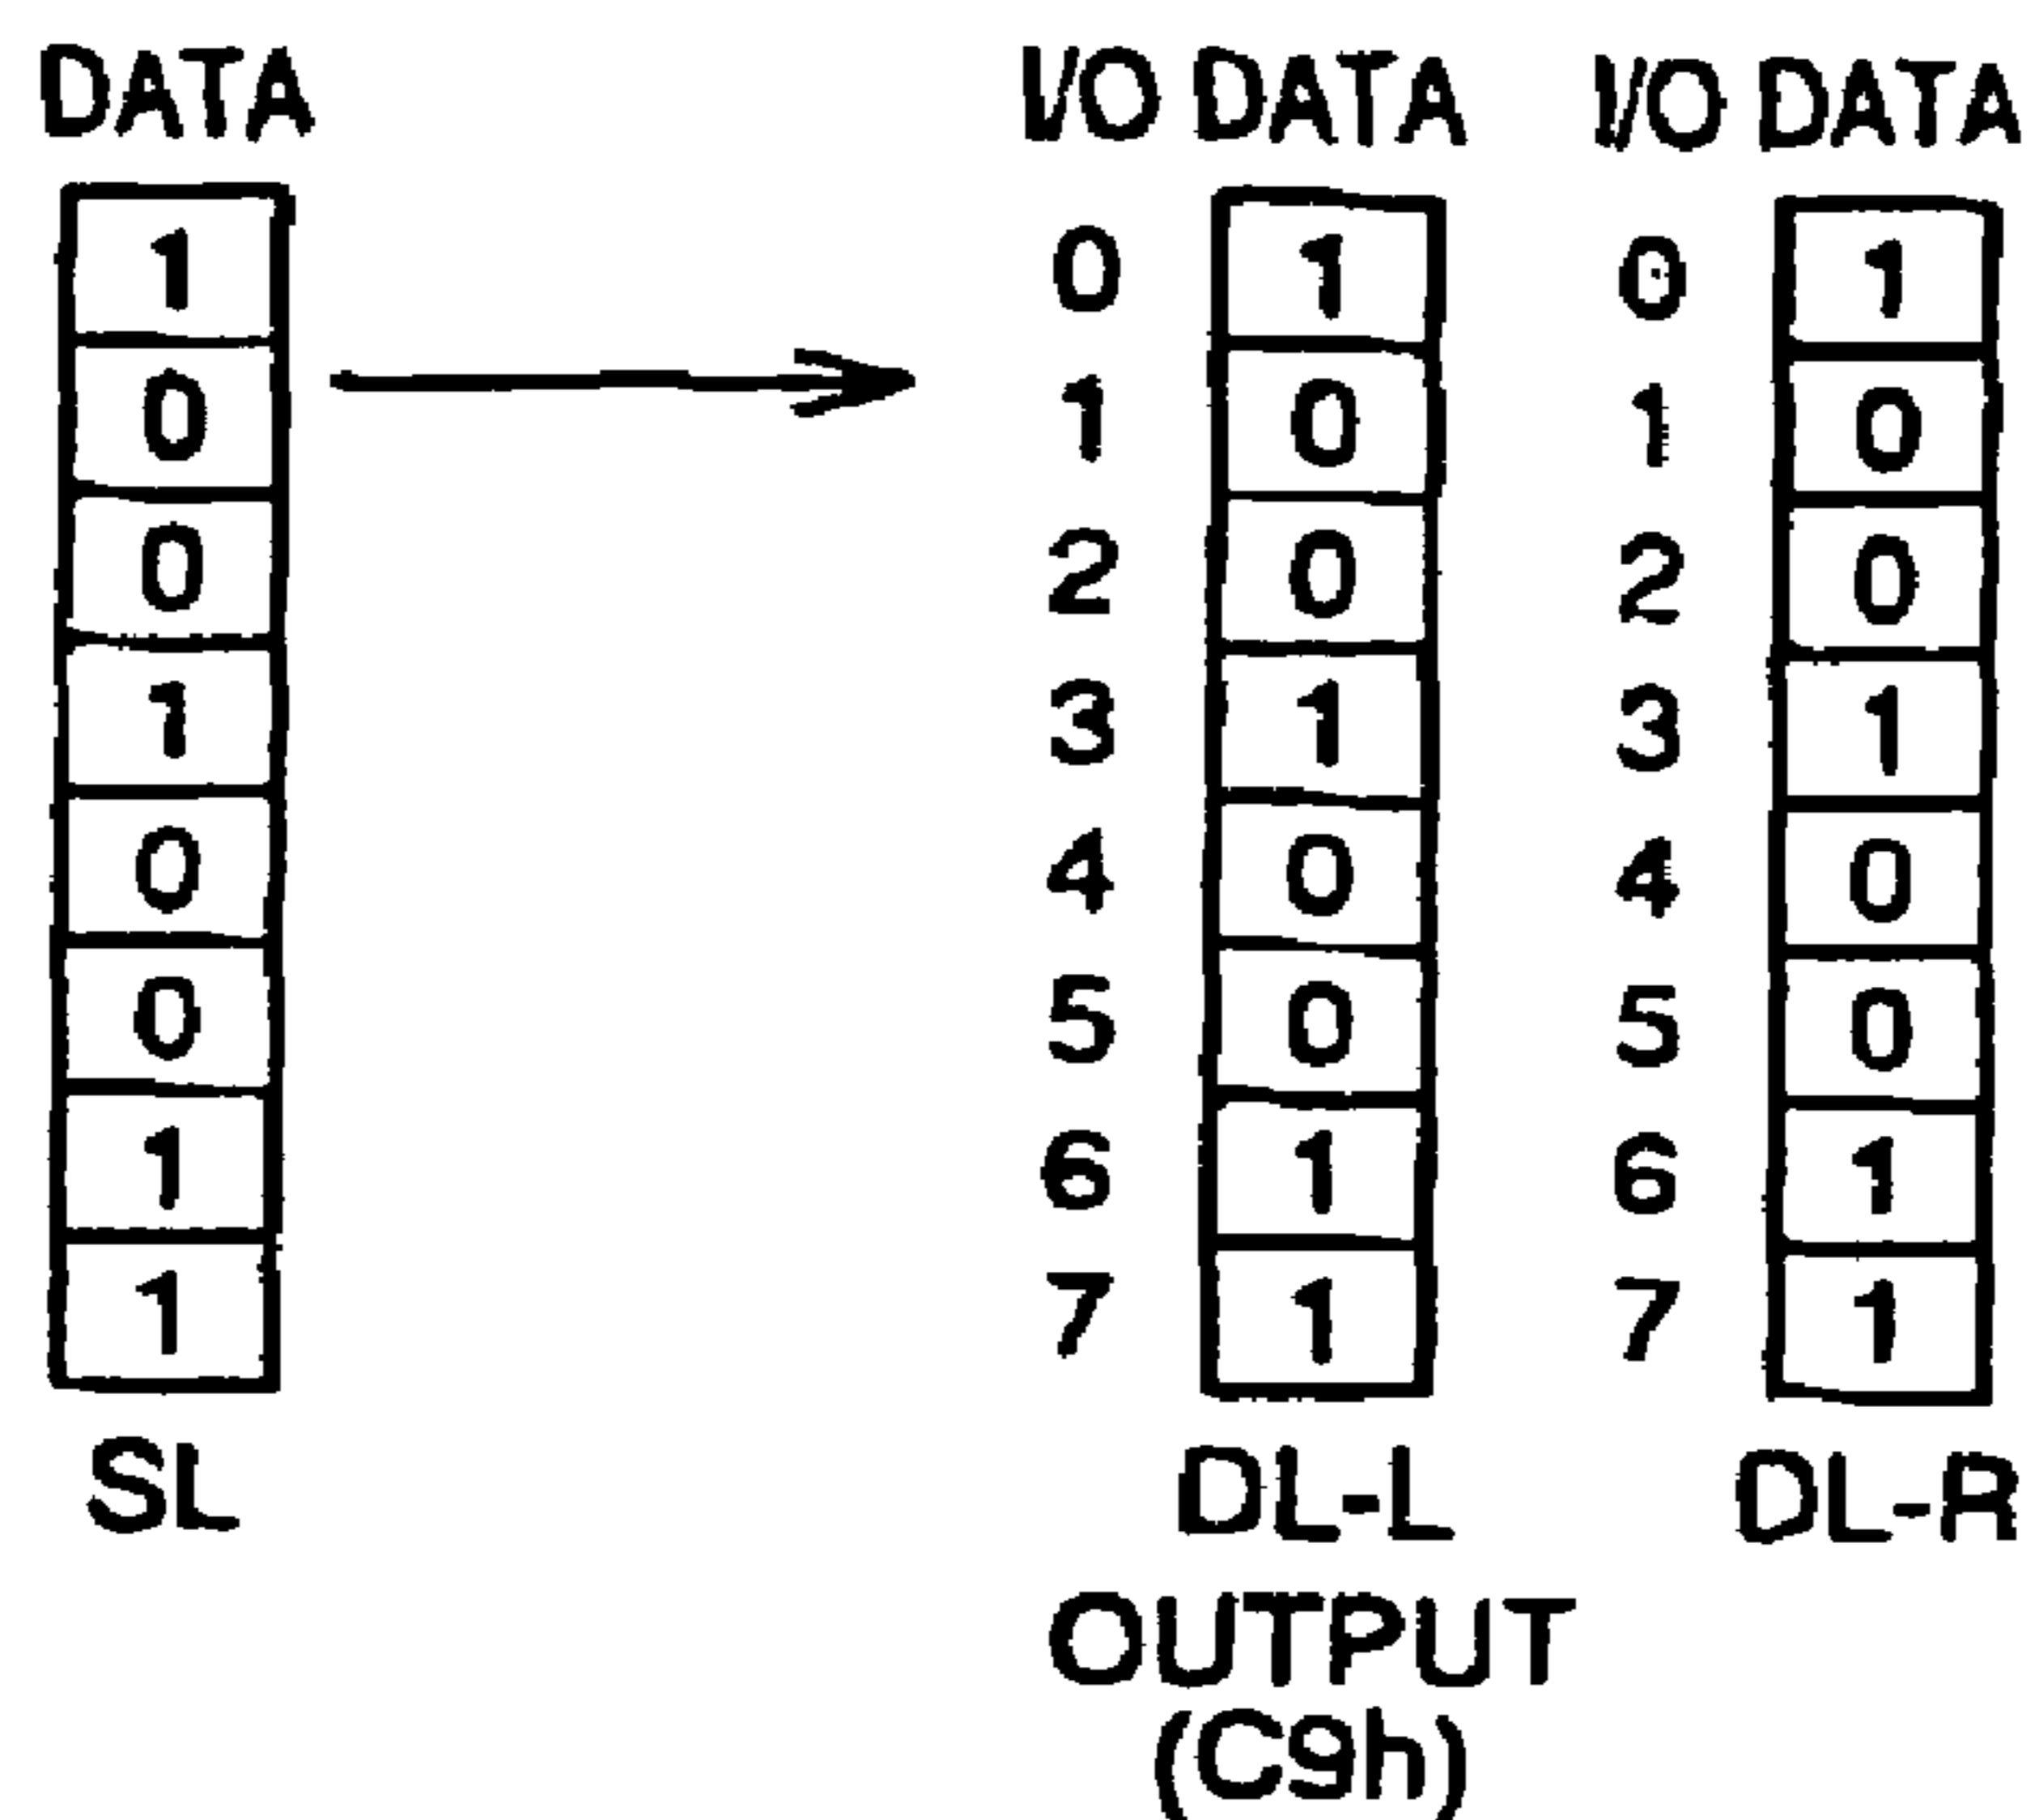 DATA I/O DATA I/O DATA
1 0 1 0 1
0 1 0 1 0
0 2 0 2 0
1 3 1 3 1
0 4 0 4 0
0 5 0 5 0
1 6 1 6 1
1 7 1 7 1
SL DL-L DL-R
OUTPUT
(C9h)